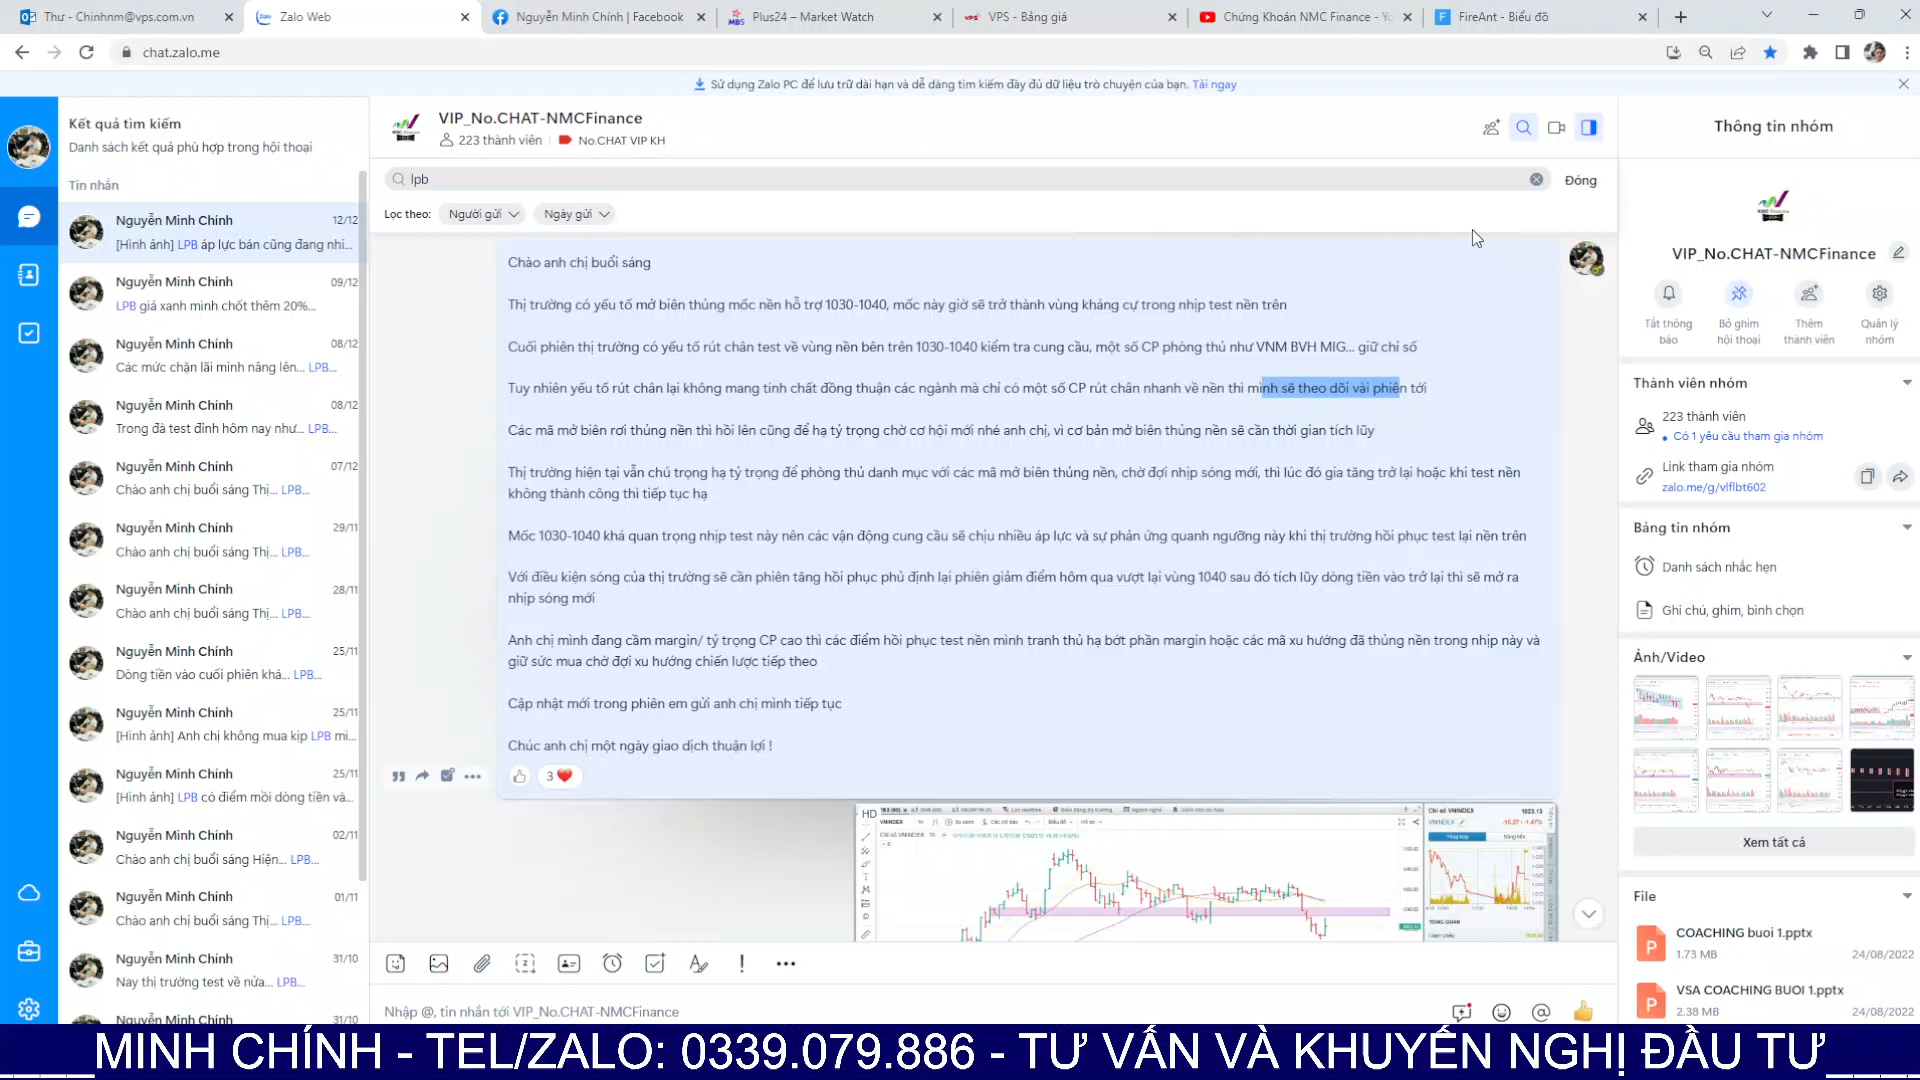 Thư - Chinhnm@vps.com.vn
Zalo Web
Nguyễn Minh Chính | Facebook
Plus24 – Market Watch
VPS - Bảng giá
Chứng Khoán NMC Finance - Yo
FireAnt - Biểu đồ
chat.zalo.me
Sử dụng Zalo PC để lưu trữ dài hạn và dễ dàng tìm kiếm đầy đủ dữ liệu trò chuyện của bạn. Tải ngay
Kết quả tìm kiếm
Danh sách kết quả phù hợp trong hội thoại
Tin nhắn
Nguyễn Minh Chính 12/12
[Hình ảnh] LPB áp lực bán cũng đang nhi...
Nguyễn Minh Chính 09/12
LPB giá xanh mình chốt thêm 20%...
Nguyễn Minh Chính 08/12
Các mức chặn lãi mình nâng lên... LPB...
Nguyễn Minh Chính 08/12
Trong đà test đỉnh hôm nay như... LPB...
Nguyễn Minh Chính 07/12
Chào anh chị buổi sáng Thị... LPB...
Nguyễn Minh Chính 29/11
Chào anh chị buổi sáng Thị... LPB...
Nguyễn Minh Chính 28/11
Chào anh chị buổi sáng Thị... LPB...
Nguyễn Minh Chính 25/11
Dòng tiền vào cuối phiên khá... LPB...
Nguyễn Minh Chính 25/11
[Hình ảnh] Anh chị không mua kịp LPB mi...
Nguyễn Minh Chính 25/11
[Hình ảnh] LPB có điểm mồi dòng tiền và...
Nguyễn Minh Chính 02/11
Chào anh chị buổi sáng Hiện... LPB...
Nguyễn Minh Chính 01/11
Chào anh chị buổi sáng Thị... LPB...
Nguyễn Minh Chính 31/10
Nay thị trường test về nửa... LPB...
Nguyễn Minh Chính 31/10
VIP_No.CHAT-NMCFinance
223 thành viên
No.CHAT VIP KH
lpb
Đóng
Lọc theo:
Người gửi
Ngày gửi
Chào anh chị buổi sáng
Thị trường có yếu tố mở biên thủng mốc nền hỗ trợ 1030-1040, mốc này giờ sẽ trở thành vùng kháng cự trong nhịp test nền trên
Cuối phiên thị trường có yếu tố rút chân test về vùng nền bên trên 1030-1040 kiểm tra cung cầu, một số CP phòng thủ như VNM BVH MIG... giữ chỉ số
Tuy nhiên yếu tố rút chân lại không mang tính chất đồng thuận các ngành mà chỉ có một số CP rút chân nhanh về nền thì mình sẽ theo dõi vài phiên tới
Các mã mở biên rơi thủng nền thì hồi lên cũng để hạ tỷ trọng chờ cơ hội mới nhé anh chị, vì cơ bản mở biên thủng nền sẽ cần thời gian tích lũy
Thị trường hiện tại vẫn chú trọng hạ tỷ trọng để phòng thủ danh mục với các mã mở biên thủng nền, chờ đợi nhịp sóng mới, thì lúc đó gia tăng trở lại hoặc khi test nền
không thành công thì tiếp tục hạ
Mốc 1030-1040 khá quan trọng nhịp test này nên các vận động cung cầu sẽ chịu nhiều áp lực và sự phản ứng quanh ngưỡng này khi thị trường hồi phục test lại nền trên
Với điều kiện sóng của thị trường sẽ cần phiên tăng hồi phục phủ định lại phiên giảm điểm hôm qua vượt lại vùng 1040 sau đó tích lũy dòng tiền vào trở lại thì sẽ mở ra
nhịp sóng mới
Anh chị mình đang cầm margin/ tỷ trọng CP cao thì các điểm hồi phục test nền mình tranh thủ hạ bớt phần margin hoặc các mã xu hướng đã thủng nền trong nhịp này và
giữ sức mua chờ đợi xu hướng chiến lược tiếp theo
Cập nhật mới trong phiên em gửi anh chị mình tiếp tục
Chúc anh chị một ngày giao dịch thuận lợi !
3
HD
VNINDEX
Chỉ số VNINDEX 1023.13
VNINDEX
TỔNG QUAN
Nhập @, tin nhắn tới VIP_No.CHAT-NMCFinance
Thông tin nhóm
VIP_No.CHAT-NMCFinance
Tắt thông báo
Bỏ ghim hội thoại
Thêm thành viên
Quản lý nhóm
Thành viên nhóm
223 thành viên
Có 1 yêu cầu tham gia nhóm
Link tham gia nhóm
zalo.me/g/vlflbt602
Bảng tin nhóm
Danh sách nhắc hẹn
Ghi chú, ghim, bình chọn
Ảnh/Video
Xem tất cả
File
COACHING buoi 1.pptx
1.73 MB 24/08/2022
VSA COACHING BUOI 1.pptx
2.38 MB 24/08/2022
____MINH CHÍNH - TEL/ZALO: 0339.079.886 - TƯ VẤN VÀ KHUYẾN NGHỊ ĐẦU TƯ____